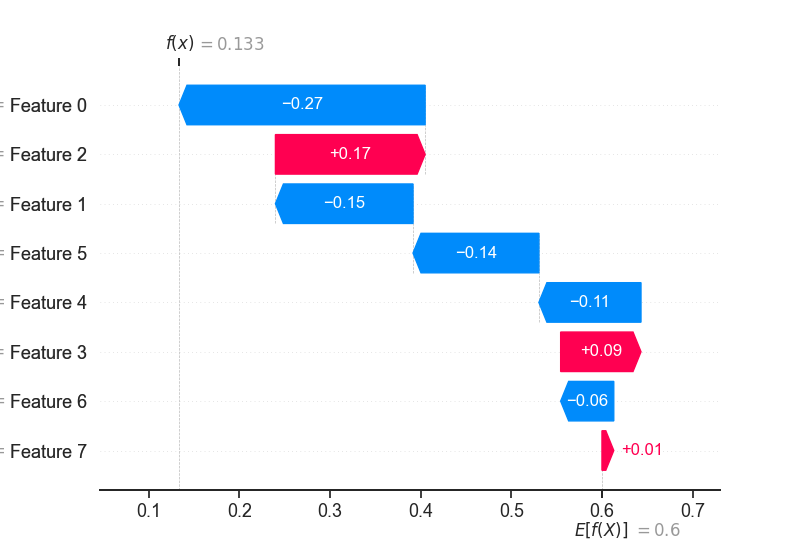 f(x) = 0.133
= Feature 0
−0.27
= Feature 2
+0.17
= Feature 1
−0.15
= Feature 5
−0.14
= Feature 4
−0.11
= Feature 3
+0.09
= Feature 6
−0.06
= Feature 7
+0.01
0.1 0.2 0.3 0.4 0.5 0.6 0.7
E[f(X)] = 0.6